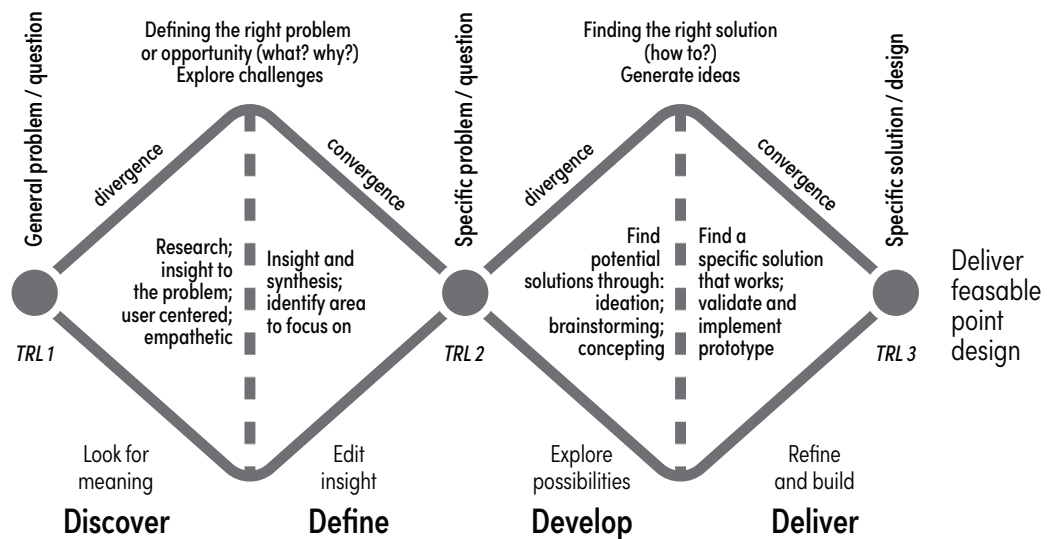 General problem / question
Defining the right problem
or opportunity (what? why?)
Explore challenges
divergence
convergence
Research;
insight to
the problem;
user centered;
empathetic
Insight and
synthesis;
identify area
to focus on
TRL 1
Look for
meaning
Edit
insight
Discover
Define
Specific problem / question
Finding the right solution
(how to?)
Generate ideas
divergence
convergence
Find
potential
solutions through:
ideation;
brainstorming;
concepting
Find a
specific solution
that works;
validate and
implement
prototype
TRL 2
Explore
possibilities
Refine
and build
Develop
Deliver
Specific solution / design
TRL 3
Deliver
feasable
point
design